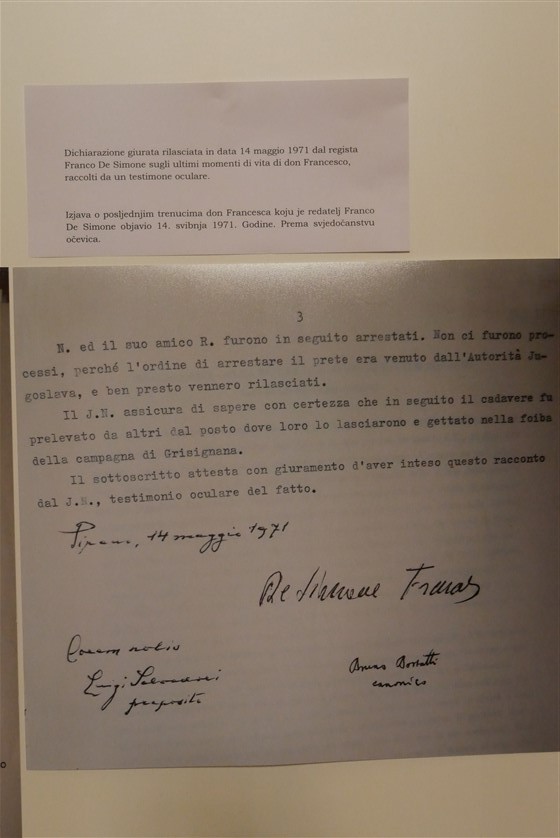 Dichiarazione giurata rilasciata in data 14 maggio 1971 dal regista
Franco De Simone sugli ultimi momenti di vita di don Francesco,
raccolti da un testimone oculare.
Izjava o posljednjim trenucima don Francesca koju je redatelj Franco
De Simone objavio 14. svibnja 1971. Godine. Prema svjedočanstvu
očevica.
3
N. ed il suo amico R. furono in seguito arrestati. Non ci furono pro-
cessi, perché l'ordine di arrestare il prete era venuto dall'Autorità Ju-
goslava, e ben presto vennero rilasciati.
Il J.N. assicura di sapere con certezza che in seguito il cadavere fu
prelevato da altri dal posto dove loro lo lasciarono e gettato nella foiba
della campagna di Grisignana.
Il sottoscritto attesta con giuramento d'aver inteso questo racconto
dal J.N., testimonio oculare del fatto.
14 maggio 1971
De Simone
Coram nobis
Luigi
Bruno
canonico